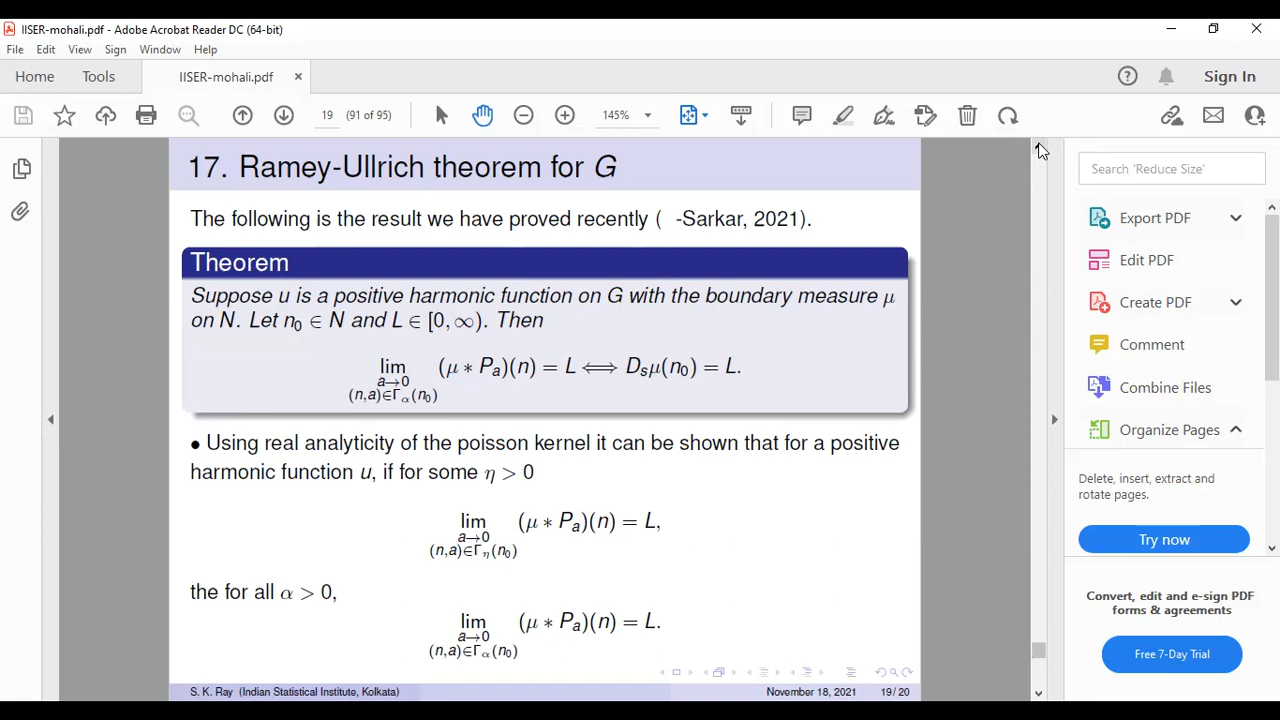 IISER-mohali.pdf - Adobe Acrobat Reader DC (64-bit)
File Edit View Sign Window Help
Home Tools IISER-mohali.pdf × Sign In
19 (91 of 95) 145%
17. Ramey-Ullrich theorem for G
The following is the result we have proved recently ( -Sarkar, 2021).
Theorem
Suppose u is a positive harmonic function on G with the boundary measure μ
on N. Let n₀ ∈ N and L ∈ [0, ∞). Then
lim (μ ∗ Pₐ)(n) = L ⟺ Dₛμ(n₀) = L.
a→0
(n,a)∈Γ_α(n₀)
• Using real analyticity of the poisson kernel it can be shown that for a positive
harmonic function u, if for some η > 0
lim (μ ∗ Pₐ)(n) = L,
a→0
(n,a)∈Γ_η(n₀)
the for all α > 0,
lim (μ ∗ Pₐ)(n) = L.
a→0
(n,a)∈Γ_α(n₀)
S. K. Ray (Indian Statistical Institute, Kolkata) November 18, 2021 19/20
Search 'Reduce Size'
Export PDF
Edit PDF
Create PDF
Comment
Combine Files
Organize Pages
Delete, insert, extract and
rotate pages.
Try now
Convert, edit and e-sign PDF
forms & agreements
Free 7-Day Trial